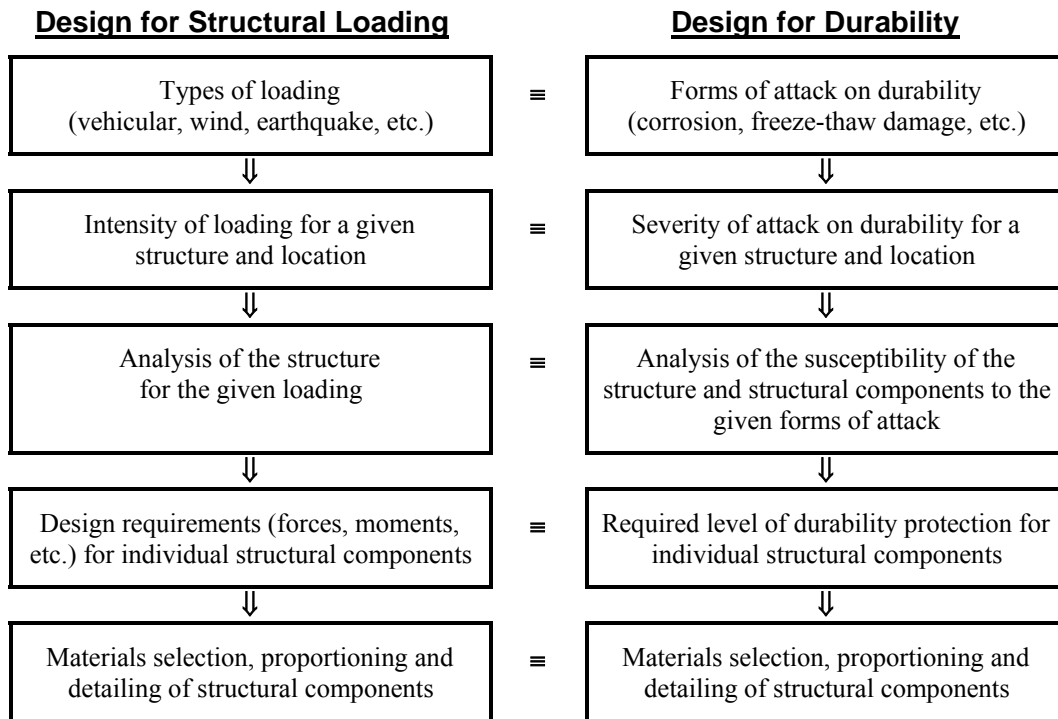 Design for Structural Loading
Design for Durability
Types of loading
(vehicular, wind, earthquake, etc.)
≡
Forms of attack on durability
(corrosion, freeze-thaw damage, etc.)
⇓
⇓
Intensity of loading for a given
structure and location
≡
Severity of attack on durability for a
given structure and location
⇓
⇓
Analysis of the structure
for the given loading
≡
Analysis of the susceptibility of the
structure and structural components to the
given forms of attack
⇓
⇓
Design requirements (forces, moments,
etc.) for individual structural components
≡
Required level of durability protection for
individual structural components
⇓
⇓
Materials selection, proportioning and
detailing of structural components
≡
Materials selection, proportioning and
detailing of structural components